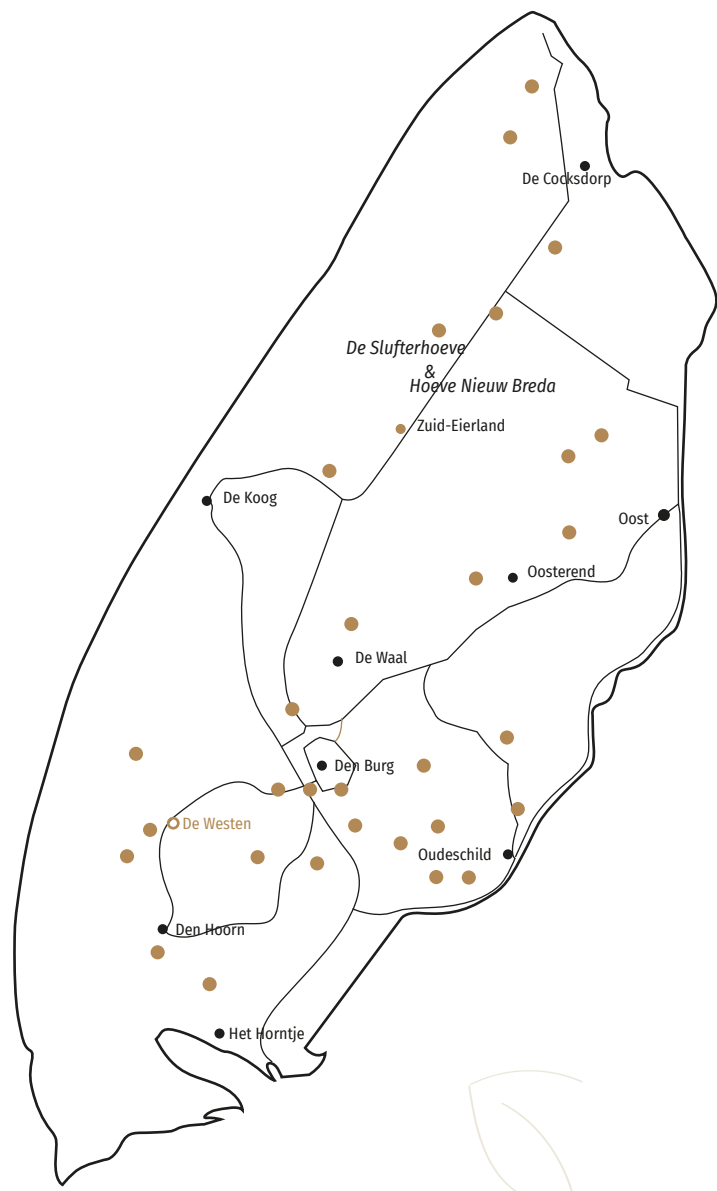 De Cocksdorp
De Slufterhoeve
&
Hoeve Nieuw Breda
Zuid-Eierland
De Koog
Oost
Oosterend
De Waal
Den Burg
De Westen
Oudeschild
Den Hoorn
Het Horntje